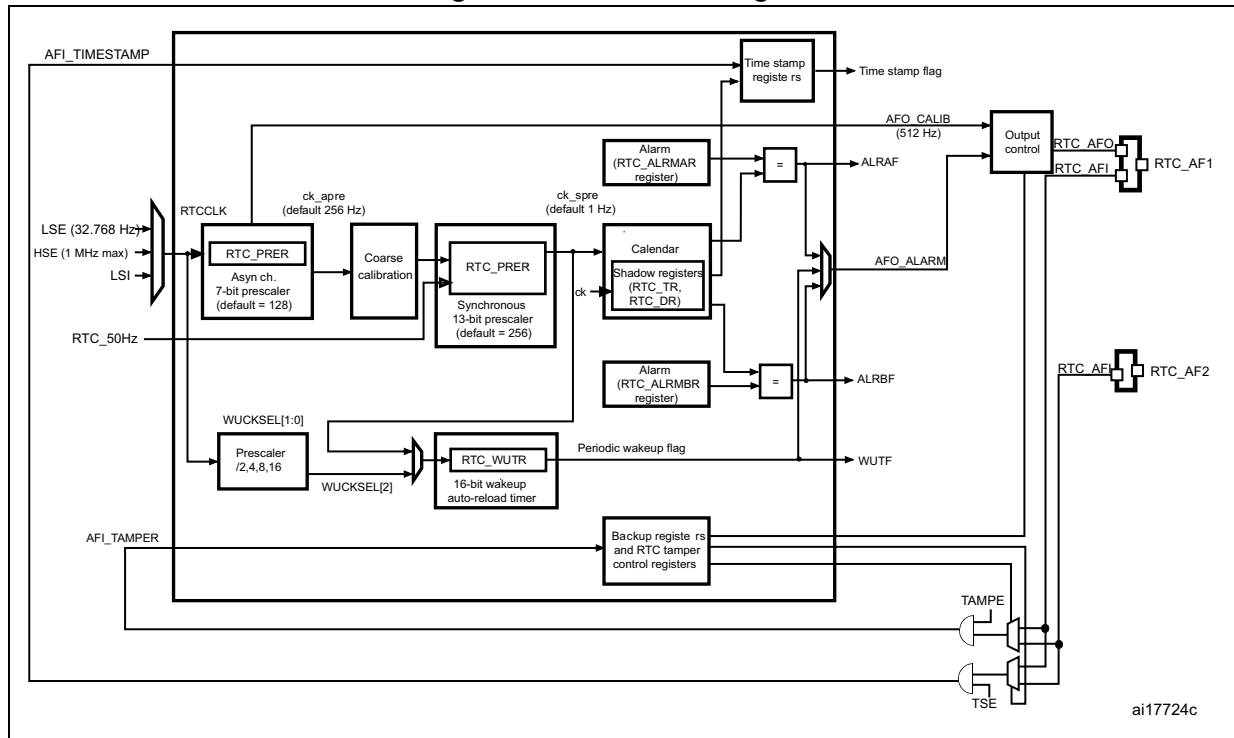 AFI_TIMESTAMP
Time stamp
registe rs
Time stamp flag
AFO_CALIB
(512 Hz)
Output
control
RTC_AFO
RTC_AFI
RTC_AF1
Alarm
(RTC_ALRMAR
register)
=
ALRAF
RTCCLK
ck_apre
(default 256 Hz)
ck_spre
(default 1 Hz)
LSE (32.768 Hz)
HSE (1 MHz max)
LSI
RTC_PRER
Asyn ch.
7-bit prescaler
(default = 128)
Coarse
calibration
RTC_PRER
Synchronous
13-bit prescaler
(default = 256)
Calendar
ck
Shadow registers
(RTC_TR,
RTC_DR)
AFO_ALARM
RTC_50Hz
Alarm
(RTC_ALRMBR
register)
=
ALRBF
RTC_AFI
RTC_AF2
WUCKSEL[1:0]
Prescaler
/2,4,8,16
WUCKSEL[2]
RTC_WUTR
16-bit wakeup
auto-reload timer
Periodic wakeup flag
WUTF
AFI_TAMPER
Backup registe rs
and RTC tamper
control registers
TAMPE
TSE
ai17724c